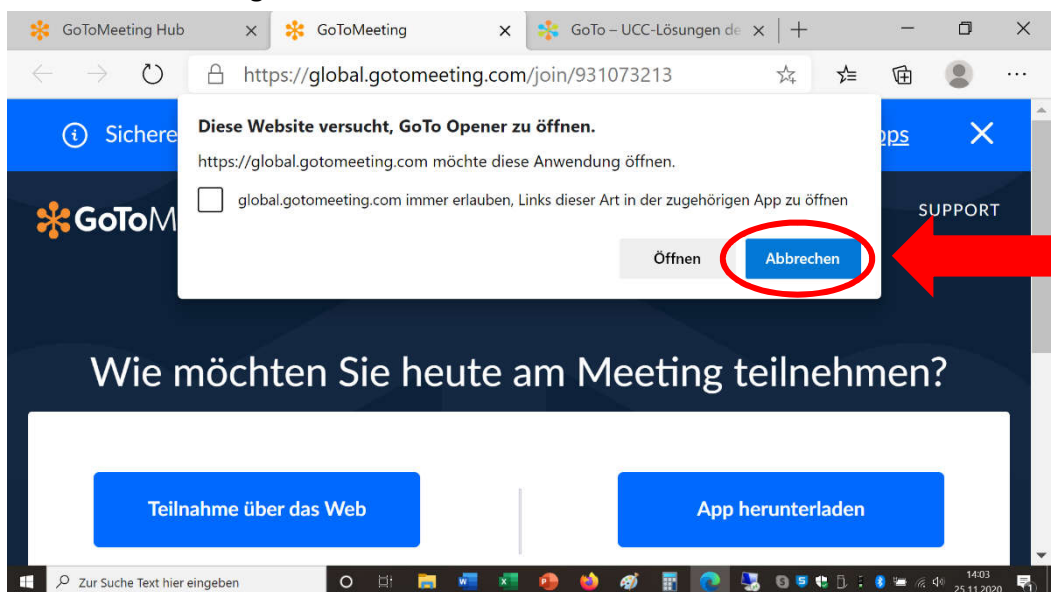 GoToMeeting Hub
GoToMeeting
GoTo – UCC-Lösungen de
https://global.gotomeeting.com/join/931073213
Sichere
Diese Website versucht, GoTo Opener zu öffnen.
https://global.gotomeeting.com möchte diese Anwendung öffnen.
global.gotomeeting.com immer erlauben, Links dieser Art in der zugehörigen App zu öffnen
Öffnen
Abbrechen
GoToM
SUPPORT
Wie möchten Sie heute am Meeting teilnehmen?
Teilnahme über das Web
App herunterladen
Zur Suche Text hier eingeben
14:03
25.11.2020